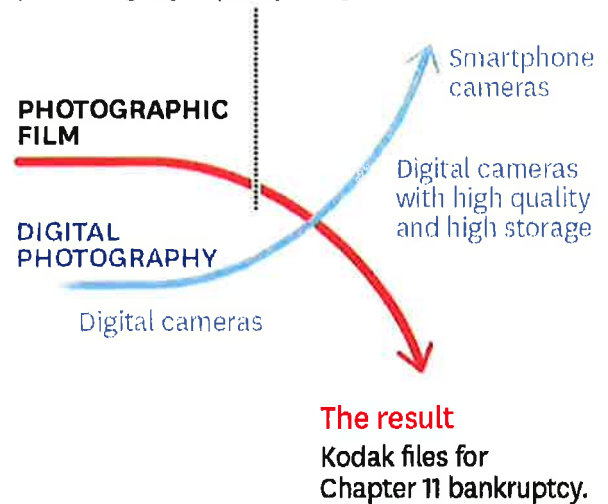 PHOTOGRAPHIC
FILM
Smartphone
cameras
Digital cameras
with high quality
and high storage
DIGITAL
PHOTOGRAPHY
Digital cameras
The result
Kodak files for
Chapter 11 bankruptcy.